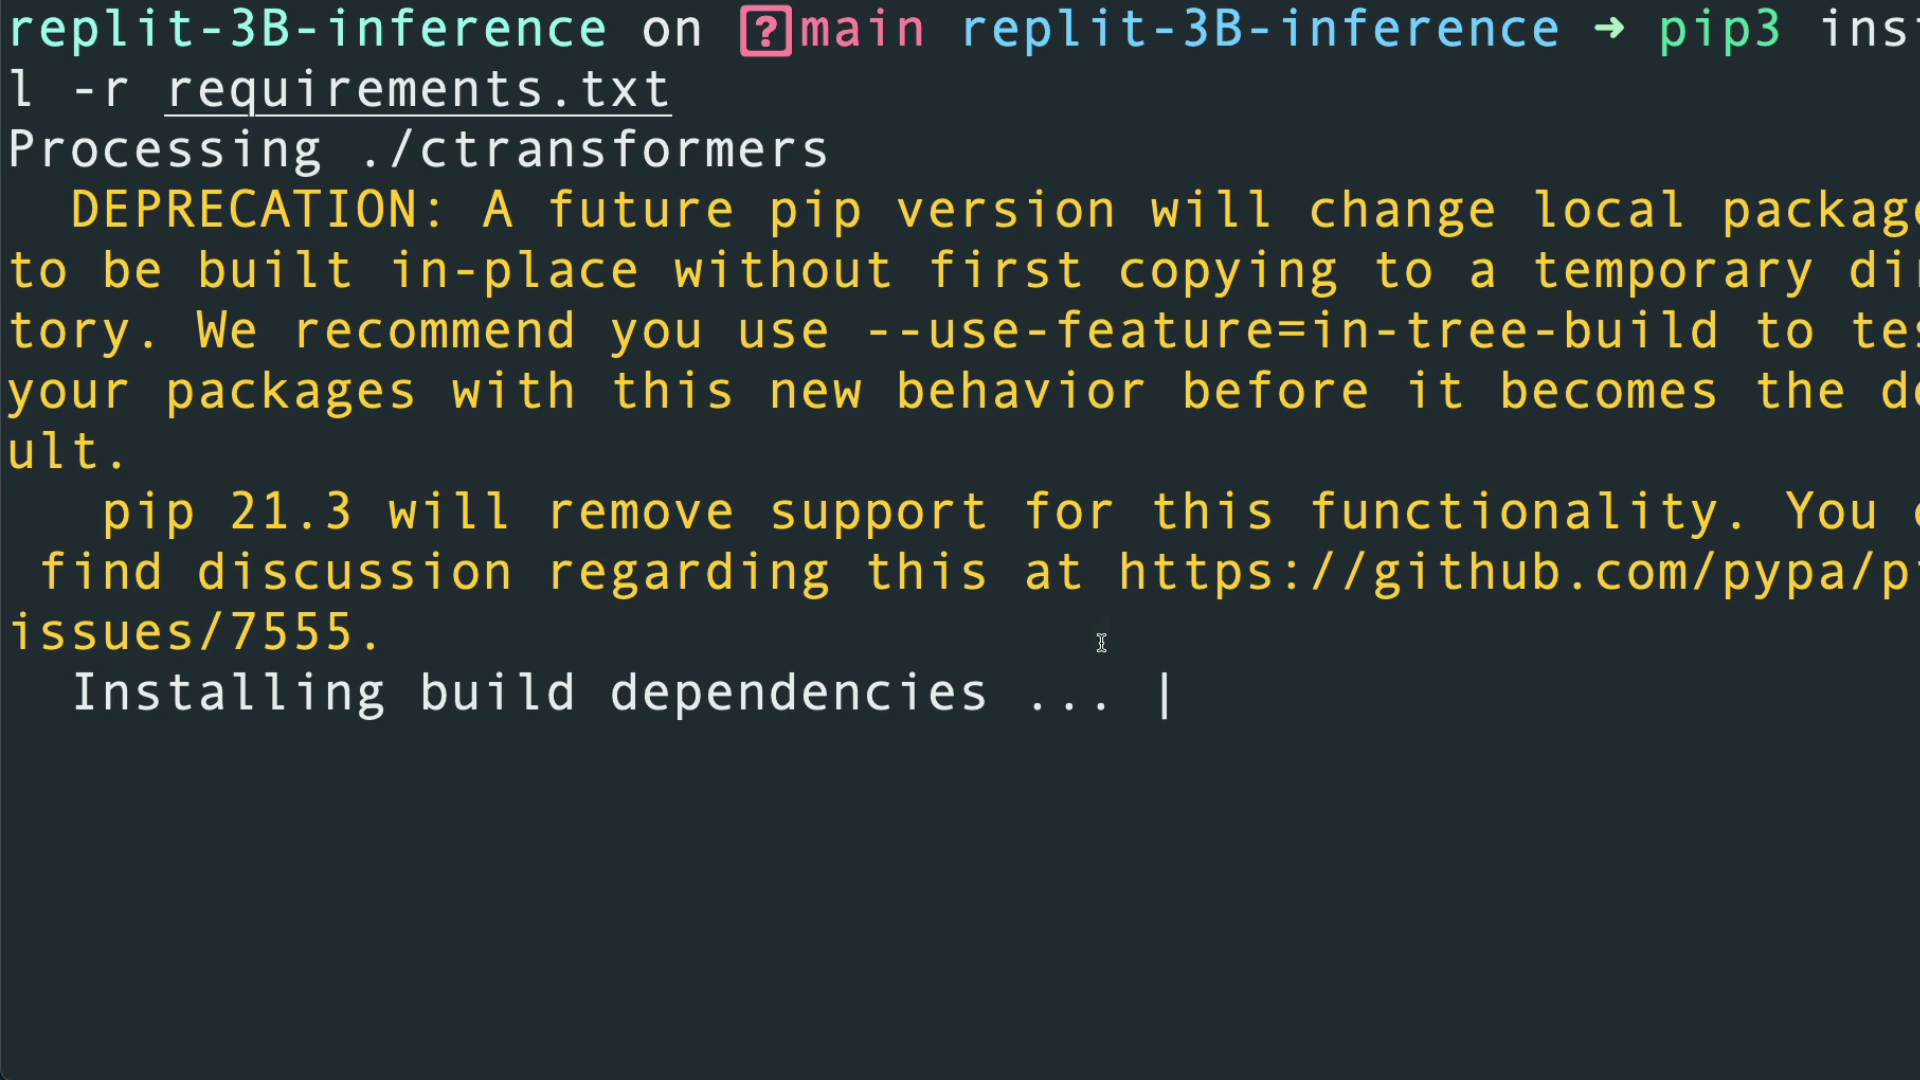 replit-3B-inference on main replit-3B-inference ➜ pip3 ins
l -r requirements.txt
Processing ./ctransformers
DEPRECATION: A future pip version will change local packag
to be built in-place without first copying to a temporary di
tory. We recommend you use --use-feature=in-tree-build to tes
your packages with this new behavior before it becomes the de
ult.
pip 21.3 will remove support for this functionality. You
find discussion regarding this at https://github.com/pypa/p
issues/7555.
Installing build dependencies ... |